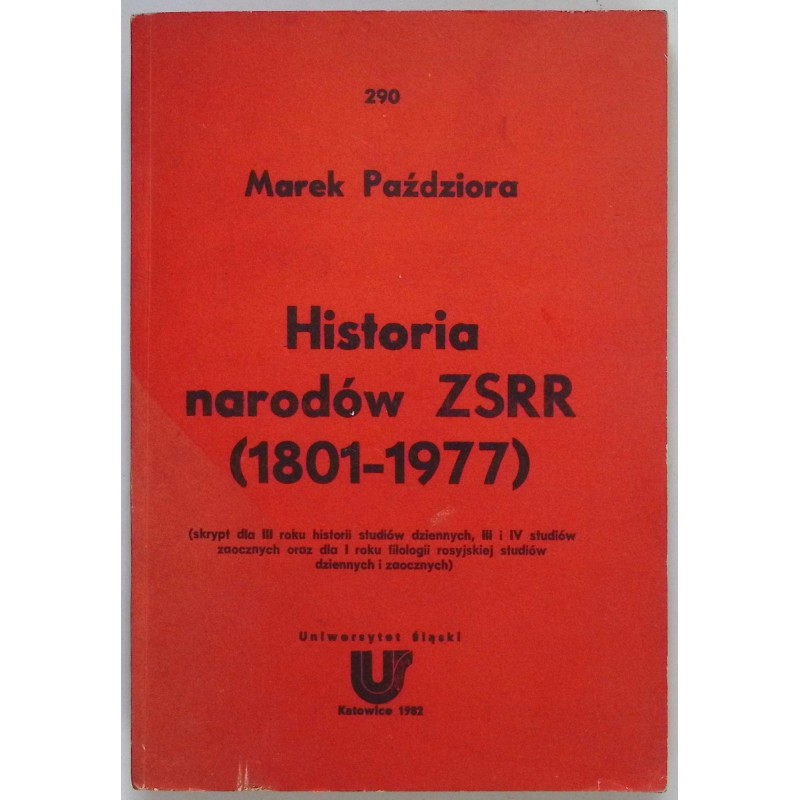 290
Marek Paździora
Historia
narodów ZSRR
(1801-1977)
(skrypt dla III roku historii studiów dziennych, III i IV studiów
zaocznych oraz dla I roku filologii rosyjskiej studiów
dziennych i zaocznych)
Uniwersytet Śląski
UŚ
Katowice 1982